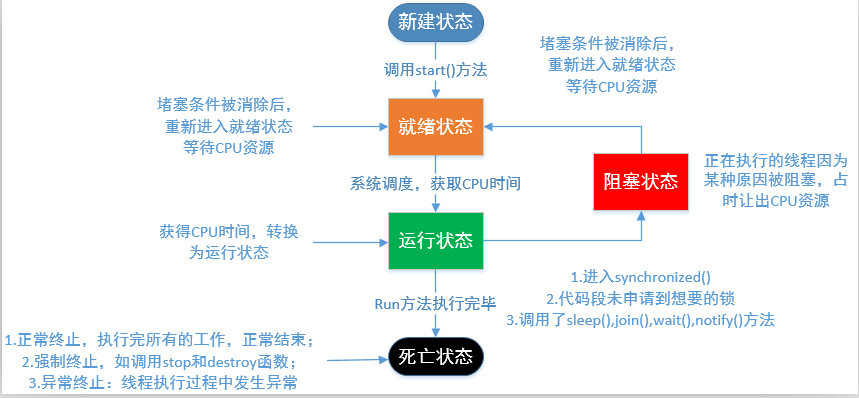 新建状态
调用start()方法
堵塞条件被消除后，
重新进入就绪状态
等待CPU资源
堵塞条件被消除后，
重新进入就绪状态
等待CPU资源
就绪状态
系统调度，获取CPU时间
阻塞状态
正在执行的线程因为
某种原因被阻塞，占
时让出CPU资源
获得CPU时间，转换
为运行状态
运行状态
1.进入synchronized()
2.代码段未申请到想要的锁
3.调用了sleep(),join(),wait(),notify()方法
Run方法执行完毕
1.正常终止，执行完所有的工作，正常结束；
2.强制终止，如调用stop和destroy函数；
3.异常终止：线程执行过程中发生异常
死亡状态